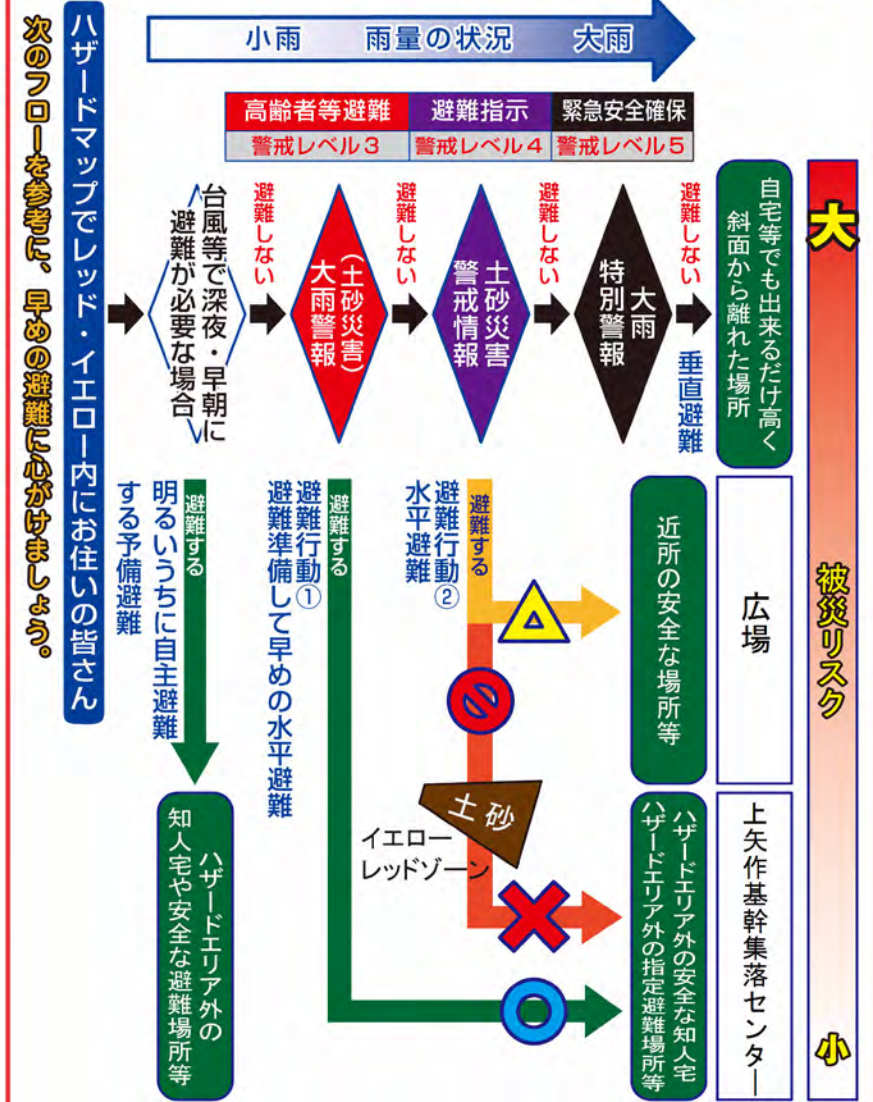 小雨 雨量の状況 大雨
高齢者等避難 避難指示 緊急安全確保
警戒レベル3 警戒レベル4 警戒レベル5
ハザードマップでレッド・イエロー内にお住いの皆さん
次のフローを参考に、早めの避難に心がけましょう。
台風等で深夜・早朝に
避難が必要な場合
避難しない
(土砂災害)
大雨警報
避難しない
土砂災害
警戒情報
避難しない
大雨
特別警報
避難しない
垂直避難
自宅等でも出来るだけ高く
斜面から離れた場所
避難する
明るいうちに自主避難
する予備避難
避難する
避難行動①
避難準備して早めの水平避難
避難する
避難行動②
水平避難
近所の安全な場所等
広場
土砂
イエロー
レッドゾーン
ハザードエリア外の
知人宅や安全な避難場所等
ハザードエリア外の安全な知人宅
ハザードエリア外の指定避難場所等
上矢作基幹集落センター
大
被災リスク
小